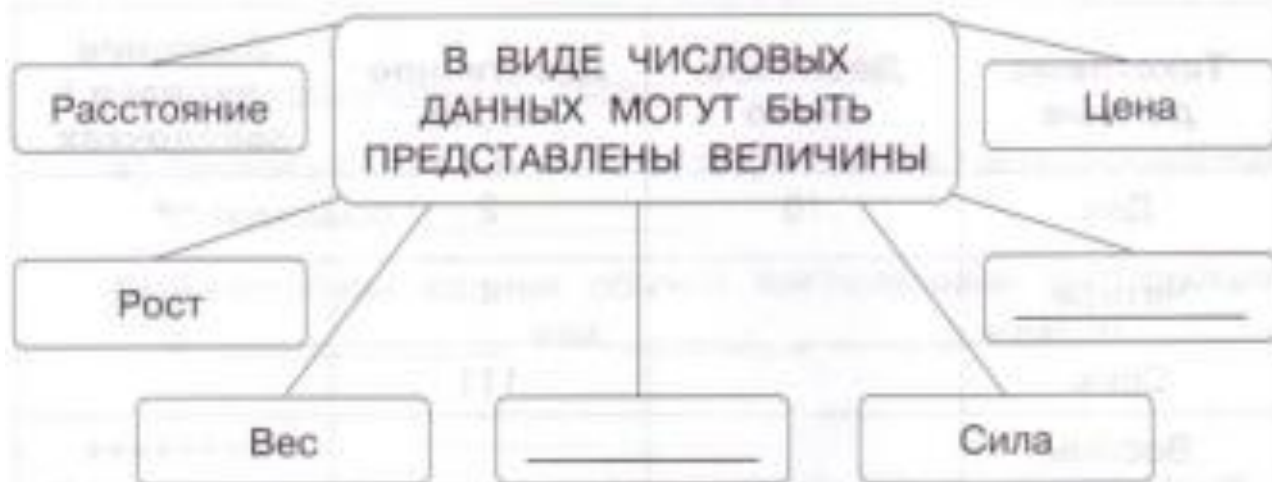 В ВИДЕ ЧИСЛОВЫХ
ДАННЫХ МОГУТ БЫТЬ
ПРЕДСТАВЛЕНЫ ВЕЛИЧИНЫ
Расстояние
Цена
Рост
Вес
Сила